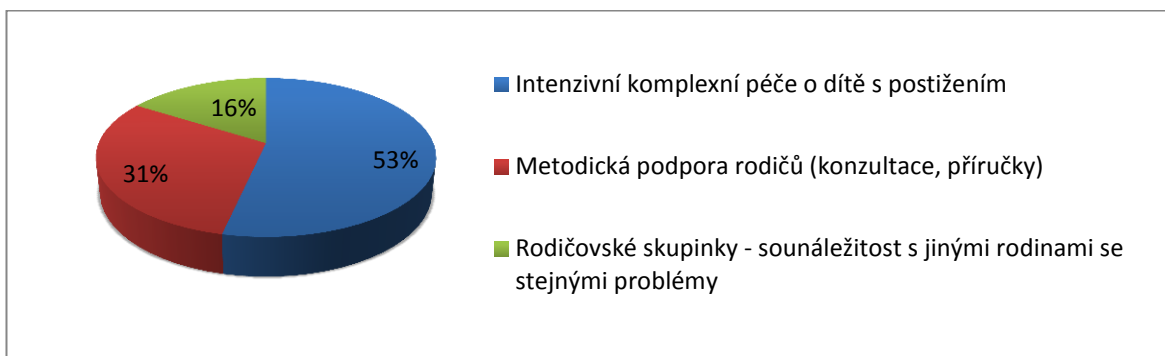 16%
31%
53%
Intenzivní komplexní péče o dítě s postižením
Metodická podpora rodičů (konzultace, příručky)
Rodičovské skupinky - sounáležitost s jinými rodinami se
stejnými problémy